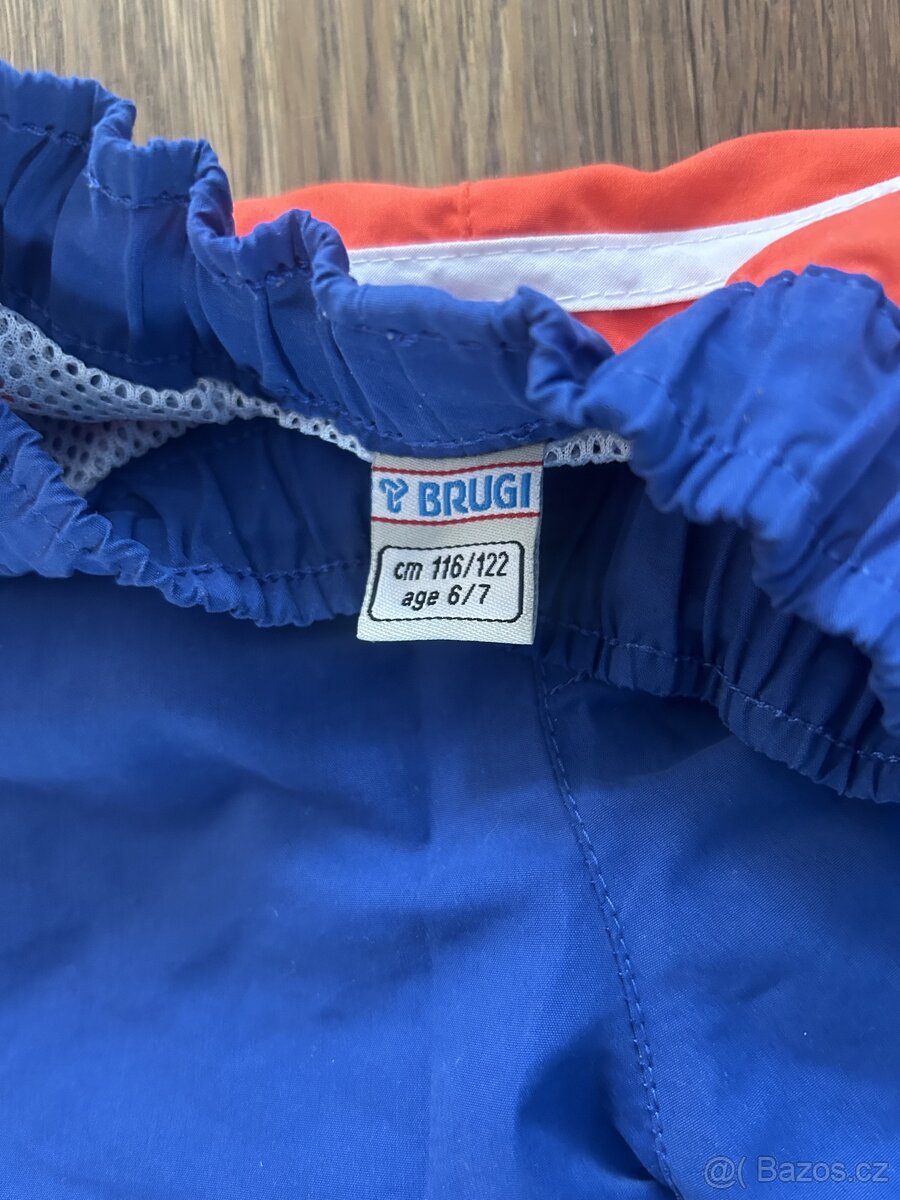 BRUGI
cm 116/122
age 6/7
@( Bazos.cz